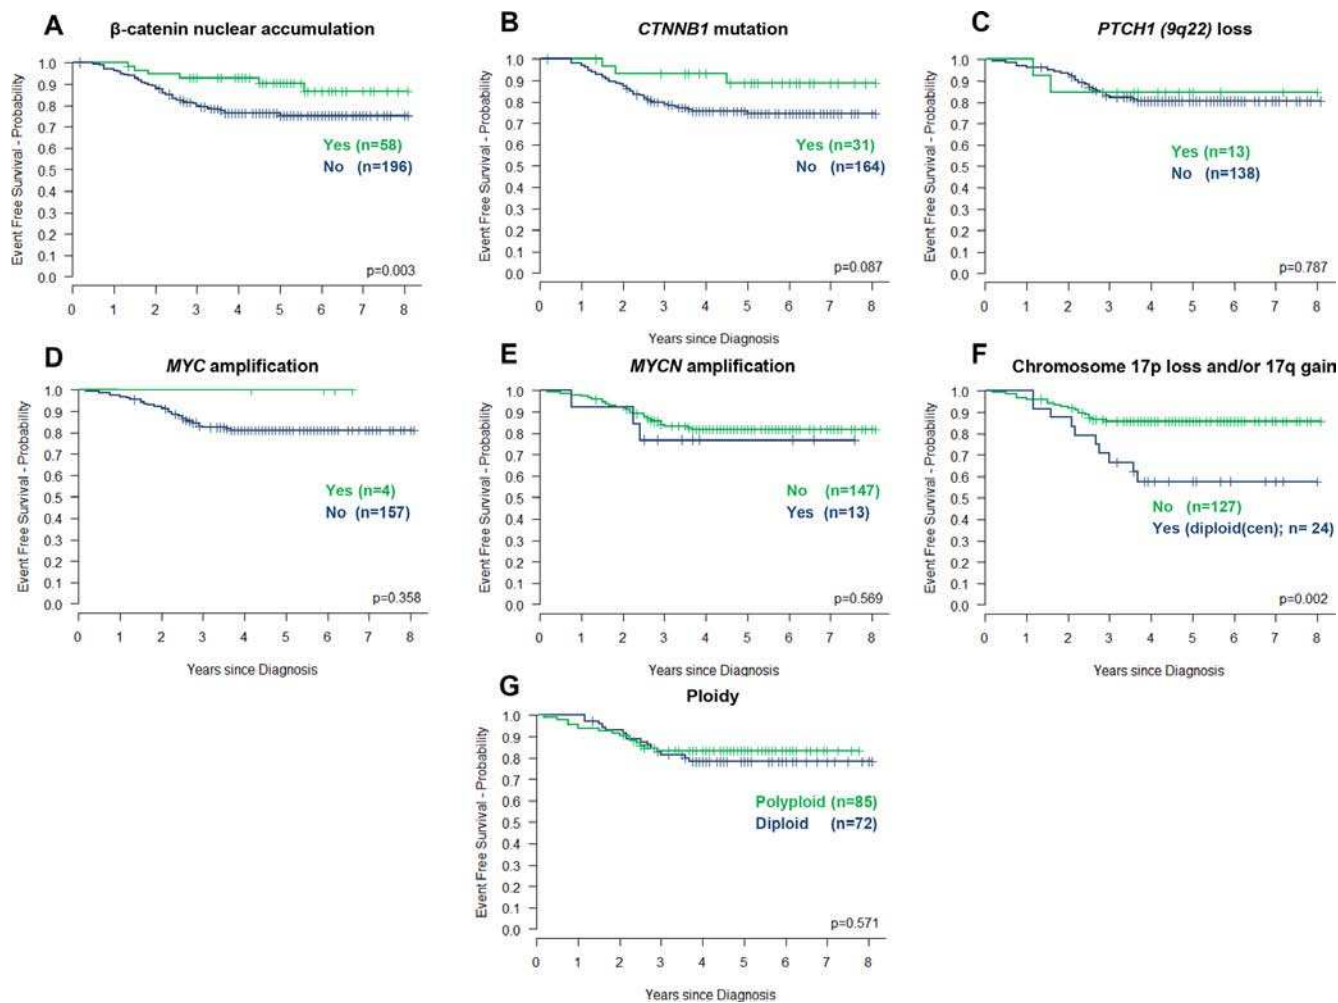 A
β-catenin nuclear accumulation
Event Free Survival - Probability
1.0
0.9
0.8
0.7
0.6
0.5
0.4
0.3
0.2
0.1
0.0
Yes (n=58)
No (n=196)
p=0.003
0 1 2 3 4 5 6 7 8
B
CTNNB1 mutation
Event Free Survival - Probability
1.0
0.9
0.8
0.7
0.6
0.5
0.4
0.3
0.2
0.1
0.0
Yes (n=31)
No (n=164)
p=0.087
0 1 2 3 4 5 6 7 8
Years since Diagnosis
C
PTCH1 (9q22) loss
Event Free Survival - Probability
1.0
0.9
0.8
0.7
0.6
0.5
0.4
0.3
0.2
0.1
0.0
Yes (n=13)
No (n=138)
p=0.787
0 1 2 3 4 5 6 7 8
D
MYC amplification
Event Free Survival - Probability
1.0
0.9
0.8
0.7
0.6
0.5
0.4
0.3
0.2
0.1
0.0
Yes (n=4)
No (n=157)
p=0.358
0 1 2 3 4 5 6 7 8
Years since Diagnosis
E
MYCN amplification
Event Free Survival - Probability
1.0
0.9
0.8
0.7
0.6
0.5
0.4
0.3
0.2
0.1
0.0
No (n=147)
Yes (n=13)
p=0.569
0 1 2 3 4 5 6 7 8
Years since Diagnosis
F
Chromosome 17p loss and/or 17q gain
Event Free Survival - Probability
1.0
0.9
0.8
0.7
0.6
0.5
0.4
0.3
0.2
0.1
0.0
No (n=127)
Yes (diploid(cen); n= 24)
p=0.002
0 1 2 3 4 5 6 7 8
Years since Diagnosis
G
Ploidy
Event Free Survival - Probability
1.0
0.9
0.8
0.7
0.6
0.5
0.4
0.3
0.2
0.1
0.0
Polyploid (n=85)
Diploid (n=72)
p=0.571
0 1 2 3 4 5 6 7 8
Years since Diagnosis